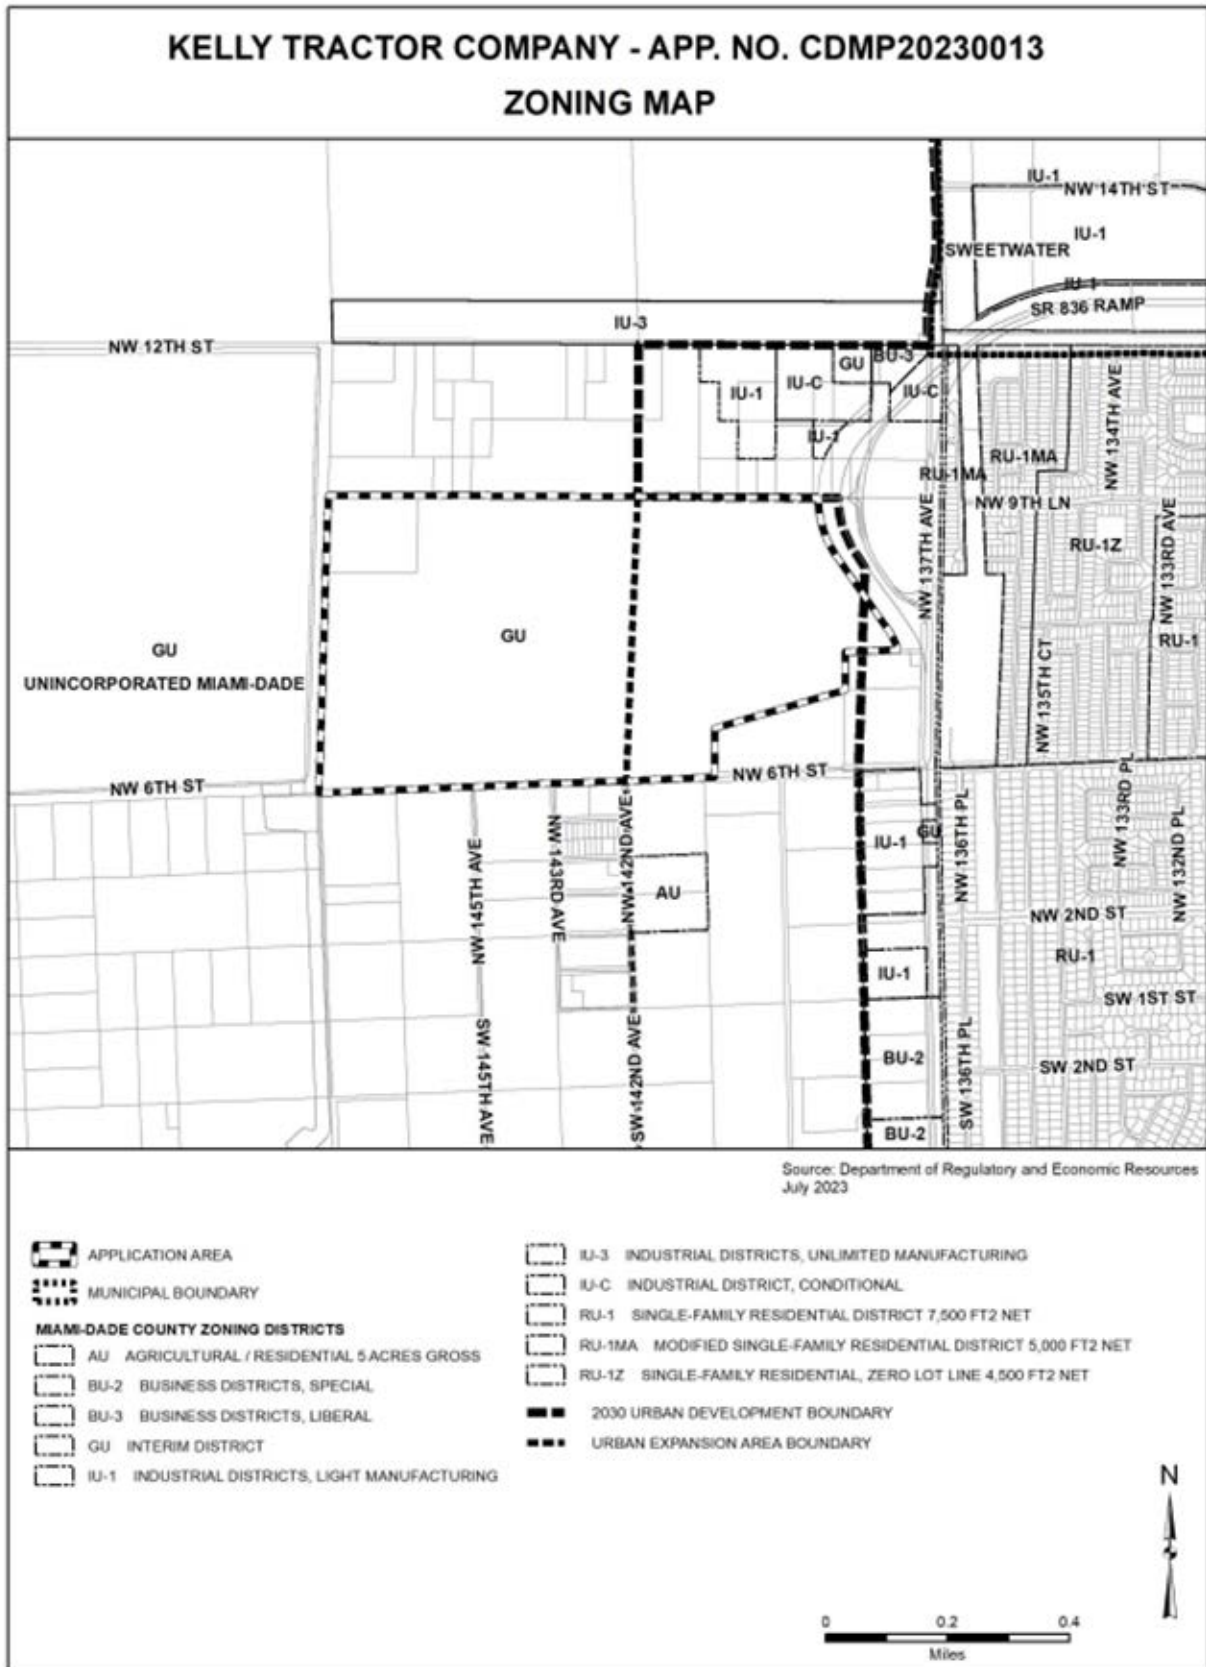 KELLY TRACTOR COMPANY - APP. NO. CDMP20230013
ZONING MAP
IU-1
NW 14TH ST
IU-1
SWEETWATER
IU-1
SR 836 RAMP
IU-3
NW 12TH ST
BU-3
GU
IU-C
IU-1
IU-C
IU-1
NW 134TH AVE
RU-1MA
RU-1MA
NW 9TH LN
NW 137TH AVE
NW 133RD AVE
RU-1Z
GU
GU
UNINCORPORATED MIAMI-DADE
RU-1
NW 135TH CT
NW 6TH ST
NW 6TH ST
NW 133RD PL
NW 136TH PL
NW 132ND PL
GU
IU-1
NW 145TH AVE
NW 143RD AVE
NW 142ND AVE
AU
NW 2ND ST
RU-1
IU-1
SW 1ST ST
SW 145TH AVE
SW 142ND AVE
SW 136TH PL
BU-2
SW 2ND ST
BU-2
Source: Department of Regulatory and Economic Resources
July 2023
APPLICATION AREA
MUNICIPAL BOUNDARY
MIAMI-DADE COUNTY ZONING DISTRICTS
AU AGRICULTURAL / RESIDENTIAL 5 ACRES GROSS
BU-2 BUSINESS DISTRICTS, SPECIAL
BU-3 BUSINESS DISTRICTS, LIBERAL
GU INTERIM DISTRICT
IU-1 INDUSTRIAL DISTRICTS, LIGHT MANUFACTURING
IU-3 INDUSTRIAL DISTRICTS, UNLIMITED MANUFACTURING
IU-C INDUSTRIAL DISTRICT, CONDITIONAL
RU-1 SINGLE-FAMILY RESIDENTIAL DISTRICT 7,500 FT2 NET
RU-1MA MODIFIED SINGLE-FAMILY RESIDENTIAL DISTRICT 5,000 FT2 NET
RU-1Z SINGLE-FAMILY RESIDENTIAL, ZERO LOT LINE 4,500 FT2 NET
2030 URBAN DEVELOPMENT BOUNDARY
URBAN EXPANSION AREA BOUNDARY
N
0 0.2 0.4
Miles